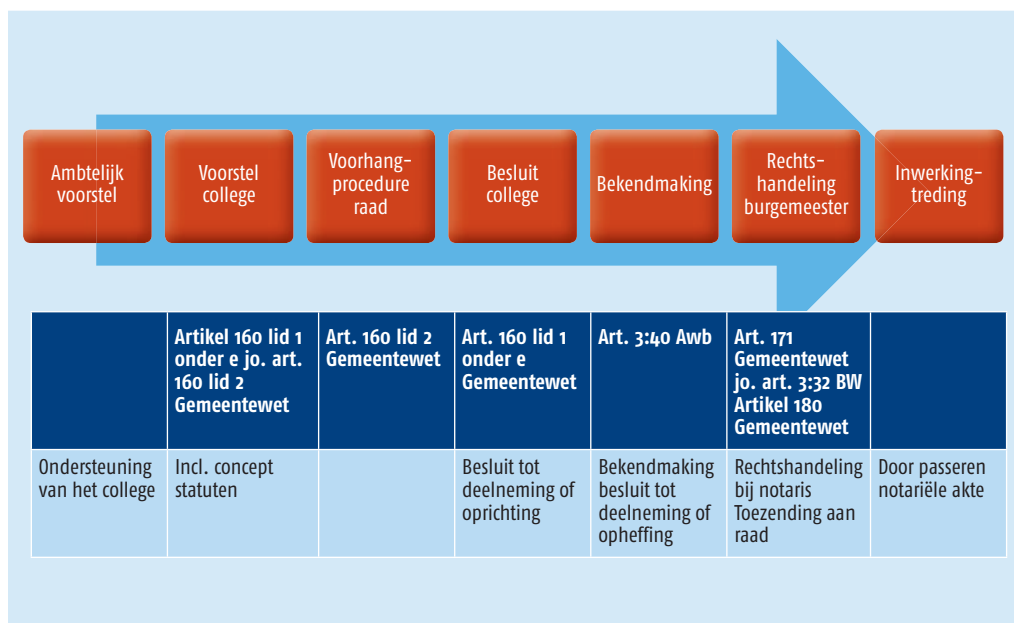 Ambtelijk
voorstel
Voorstel
college
Voorhang-
procedure
raad
Besluit
college
Bekendmaking
Rechts-
handeling
burgemeester
Inwerking-
treding
Artikel 160 lid 1
onder e jo. art.
160 lid 2
Gemeentewet
Art. 160 lid 2
Gemeentewet
Art. 160 lid 1
onder e
Gemeentewet
Art. 3:40 Awb
Art. 171
Gemeentewet
jo. art. 3:32 BW
Artikel 180
Gemeentewet
Ondersteuning
van het college
Incl. concept
statuten
Besluit tot
deelneming of
oprichting
Bekendmaking
besluit tot
deelneming of
opheffing
Rechtshandeling
bij notaris
Toezending aan
raad
Door passeren
notariële akte